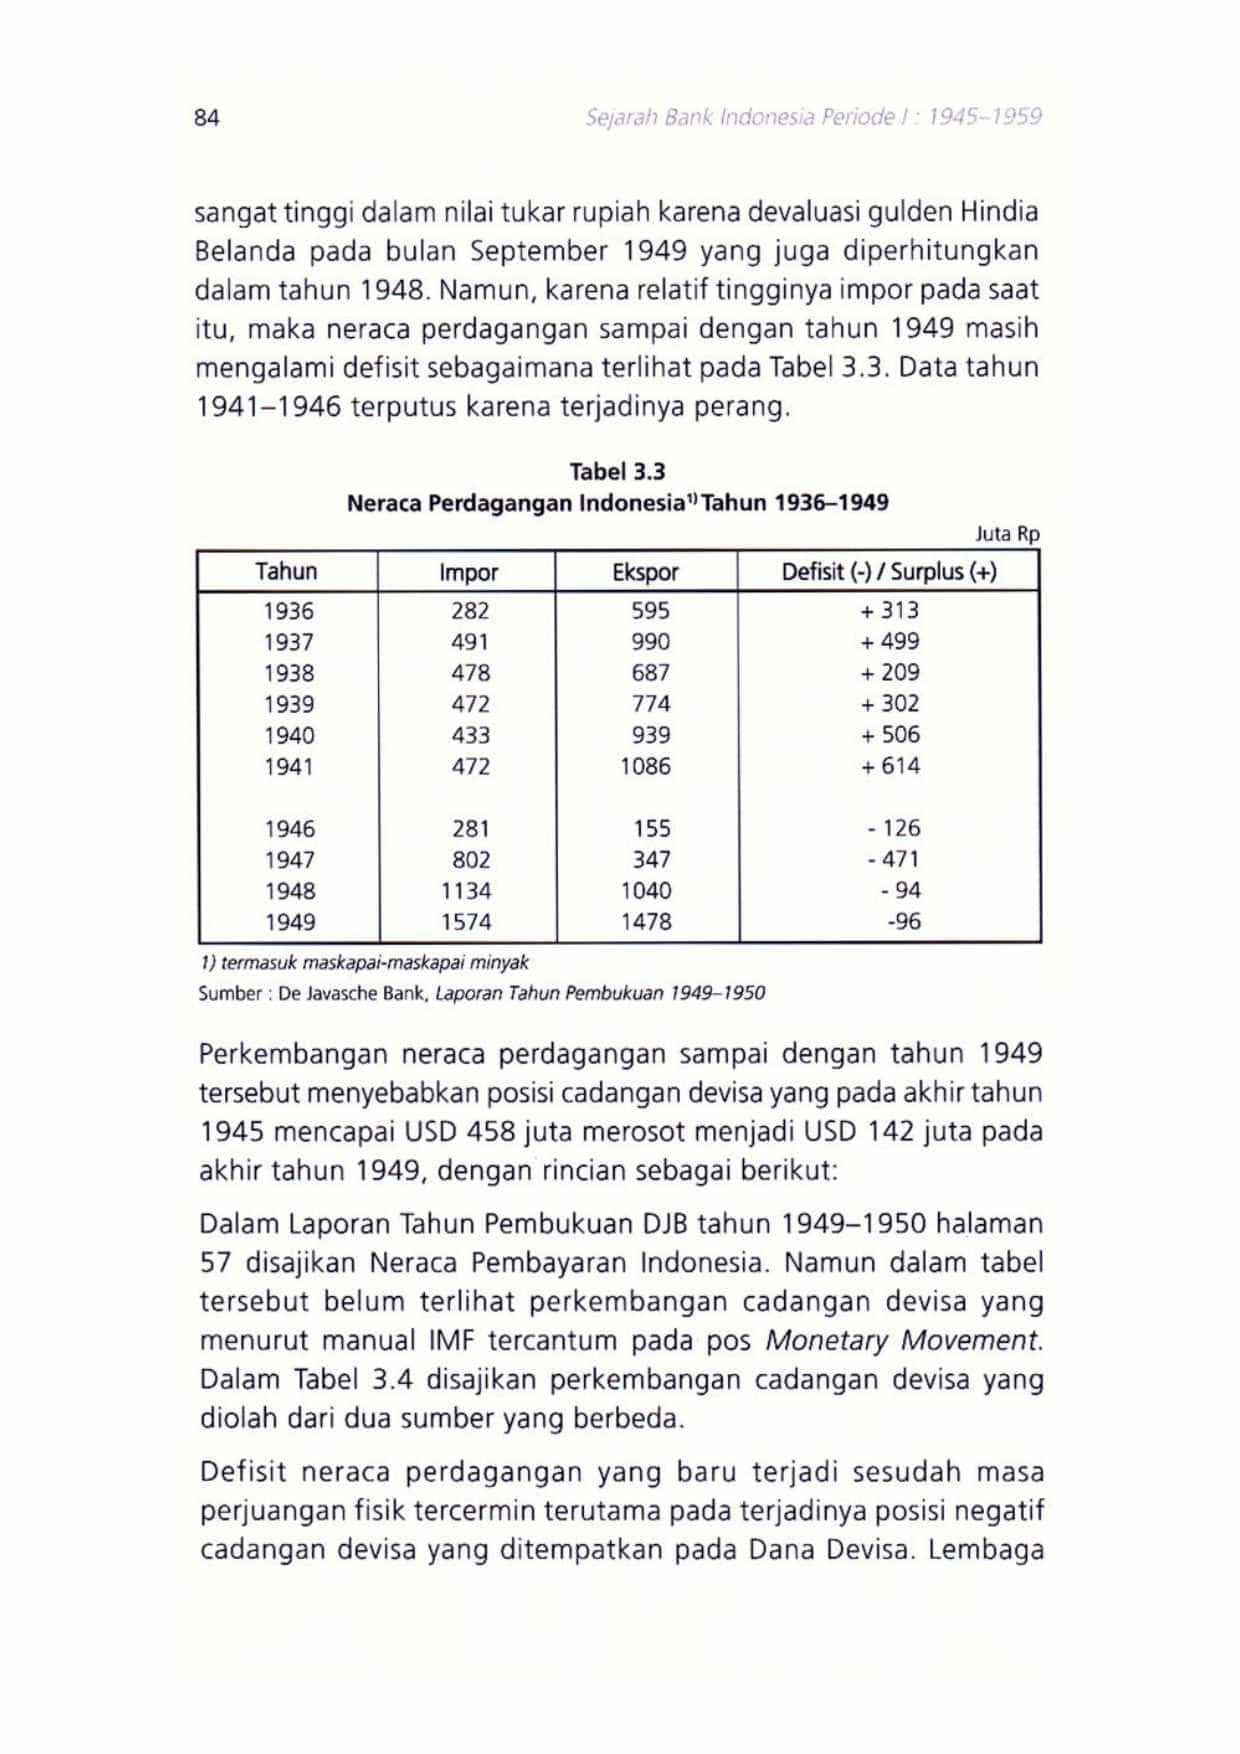 84 Sejarah Bank Indonesia Periode I : 1945–1959
sangat tinggi dalam nilai tukar rupiah karena devaluasi gulden Hindia
Belanda pada bulan September 1949 yang juga diperhitungkan
dalam tahun 1948. Namun, karena relatif tingginya impor pada saat
itu, maka neraca perdagangan sampai dengan tahun 1949 masih
mengalami defisit sebagaimana terlihat pada Tabel 3.3. Data tahun
1941–1946 terputus karena terjadinya perang.
Tabel 3.3
Neraca Perdagangan Indonesia¹⁾ Tahun 1936–1949
Juta Rp
Tahun Impor Ekspor Defisit (-) / Surplus (+)
1936 282 595 + 313
1937 491 990 + 499
1938 478 687 + 209
1939 472 774 + 302
1940 433 939 + 506
1941 472 1086 + 614
1946 281 155 - 126
1947 802 347 - 471
1948 1134 1040 - 94
1949 1574 1478 -96
1) termasuk maskapai-maskapai minyak
Sumber : De Javasche Bank, Laporan Tahun Pembukuan 1949–1950
Perkembangan neraca perdagangan sampai dengan tahun 1949
tersebut menyebabkan posisi cadangan devisa yang pada akhir tahun
1945 mencapai USD 458 juta merosot menjadi USD 142 juta pada
akhir tahun 1949, dengan rincian sebagai berikut:
Dalam Laporan Tahun Pembukuan DJB tahun 1949–1950 halaman
57 disajikan Neraca Pembayaran Indonesia. Namun dalam tabel
tersebut belum terlihat perkembangan cadangan devisa yang
menurut manual IMF tercantum pada pos Monetary Movement.
Dalam Tabel 3.4 disajikan perkembangan cadangan devisa yang
diolah dari dua sumber yang berbeda.
Defisit neraca perdagangan yang baru terjadi sesudah masa
perjuangan fisik tercermin terutama pada terjadinya posisi negatif
cadangan devisa yang ditempatkan pada Dana Devisa. Lembaga